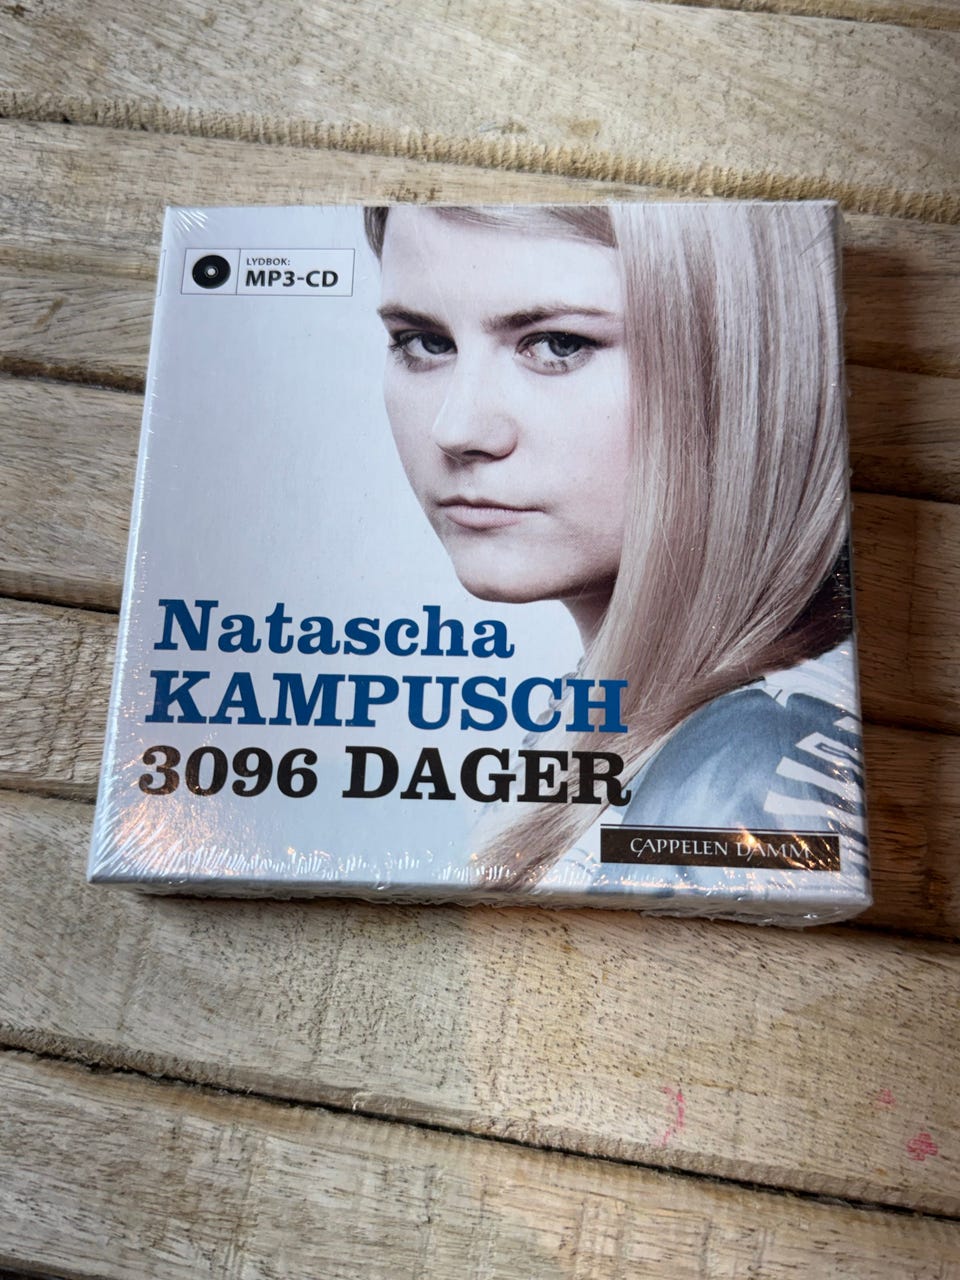 LYDBOK:
MP3-CD
Natascha
KAMPUSCH
3096 DAGER
CAPPELEN DAMM